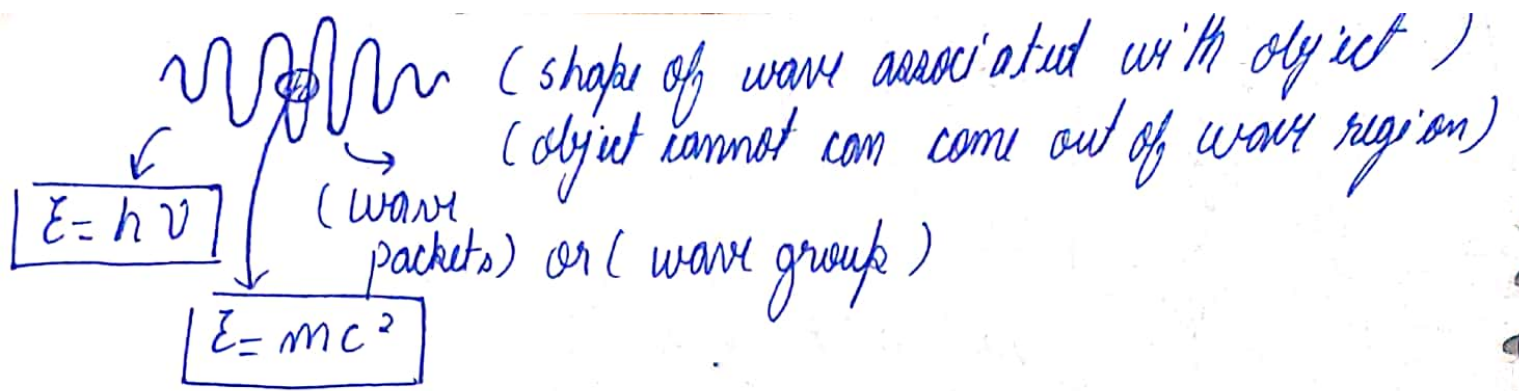 (shape of wave associated with object)
(object cannot can come out of wave region)
E = hν
(wave
packets) or (wave group)
E = mc²